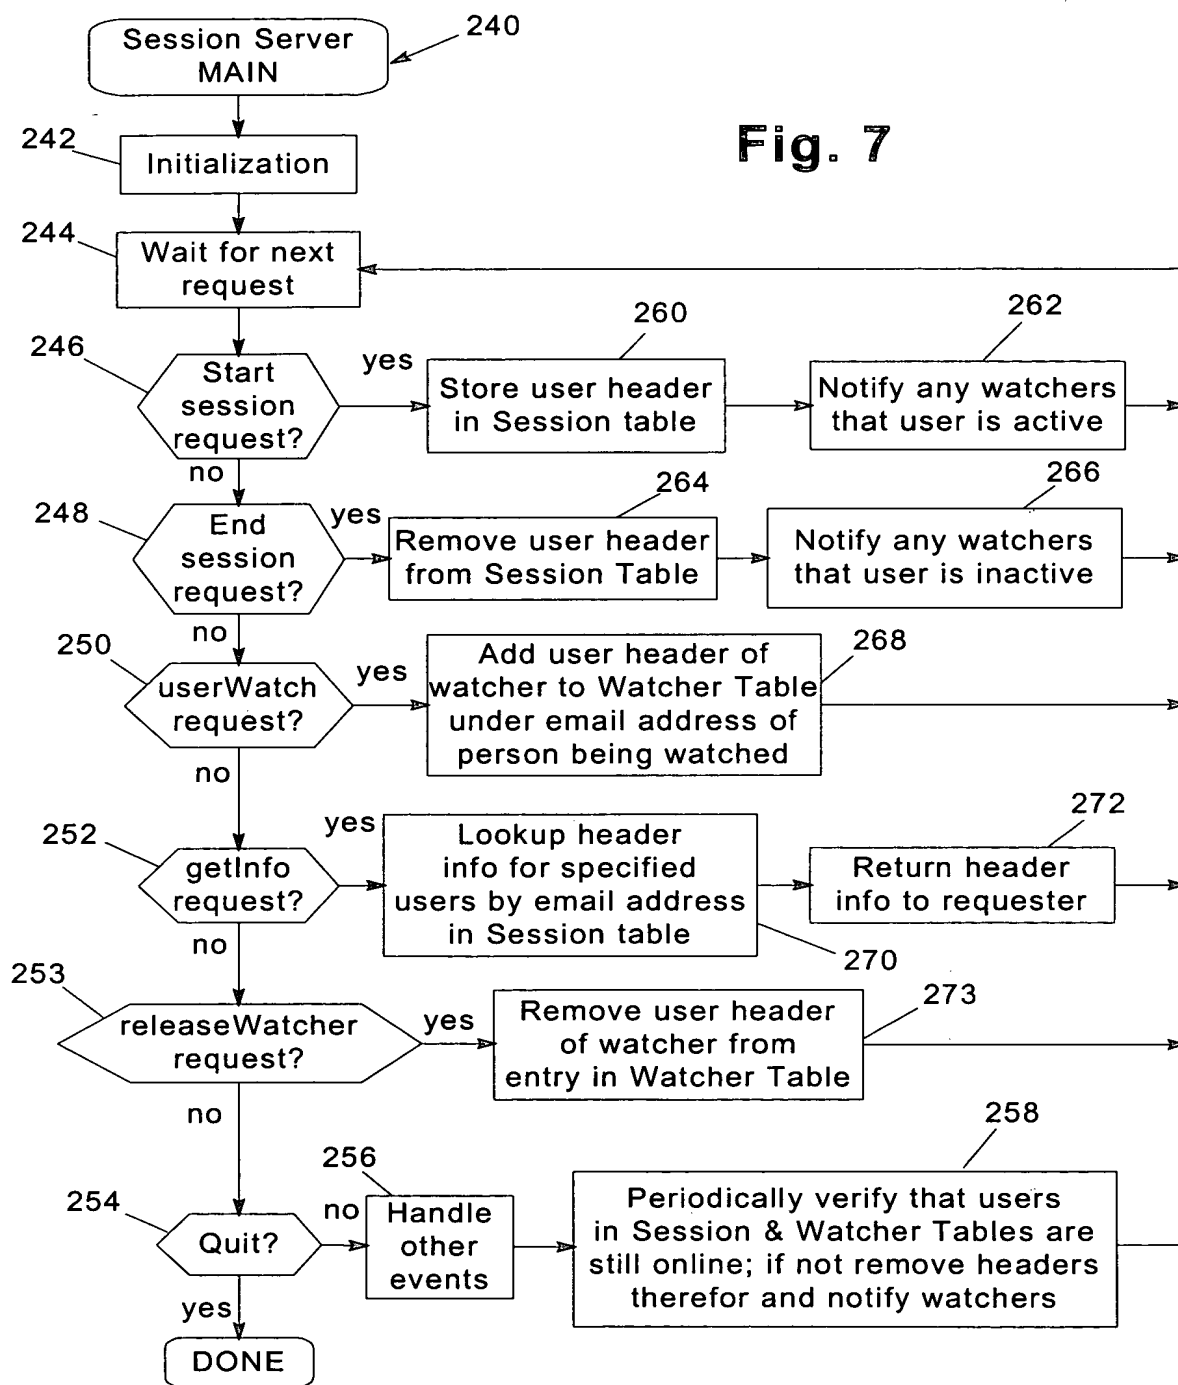 Session Server
MAIN
240
Fig. 7
242
Initialization
244
Wait for next
request
246
Start
session
request?
yes
260
Store user header
in Session table
262
Notify any watchers
that user is active
no
248
End
session
request?
yes
264
Remove user header
from Session Table
266
Notify any watchers
that user is inactive
no
250
userWatch
request?
yes
Add user header of
watcher to Watcher Table
under email address of
person being watched
268
no
252
getInfo
request?
yes
Lookup header
info for specified
users by email address
in Session table
270
272
Return header
info to requester
no
253
releaseWatcher
request?
yes
Remove user header
of watcher from
entry in Watcher Table
273
no
254
Quit?
no
256
Handle
other
events
258
Periodically verify that users
in Session & Watcher Tables are
still online; if not remove headers
therefor and notify watchers
yes
DONE